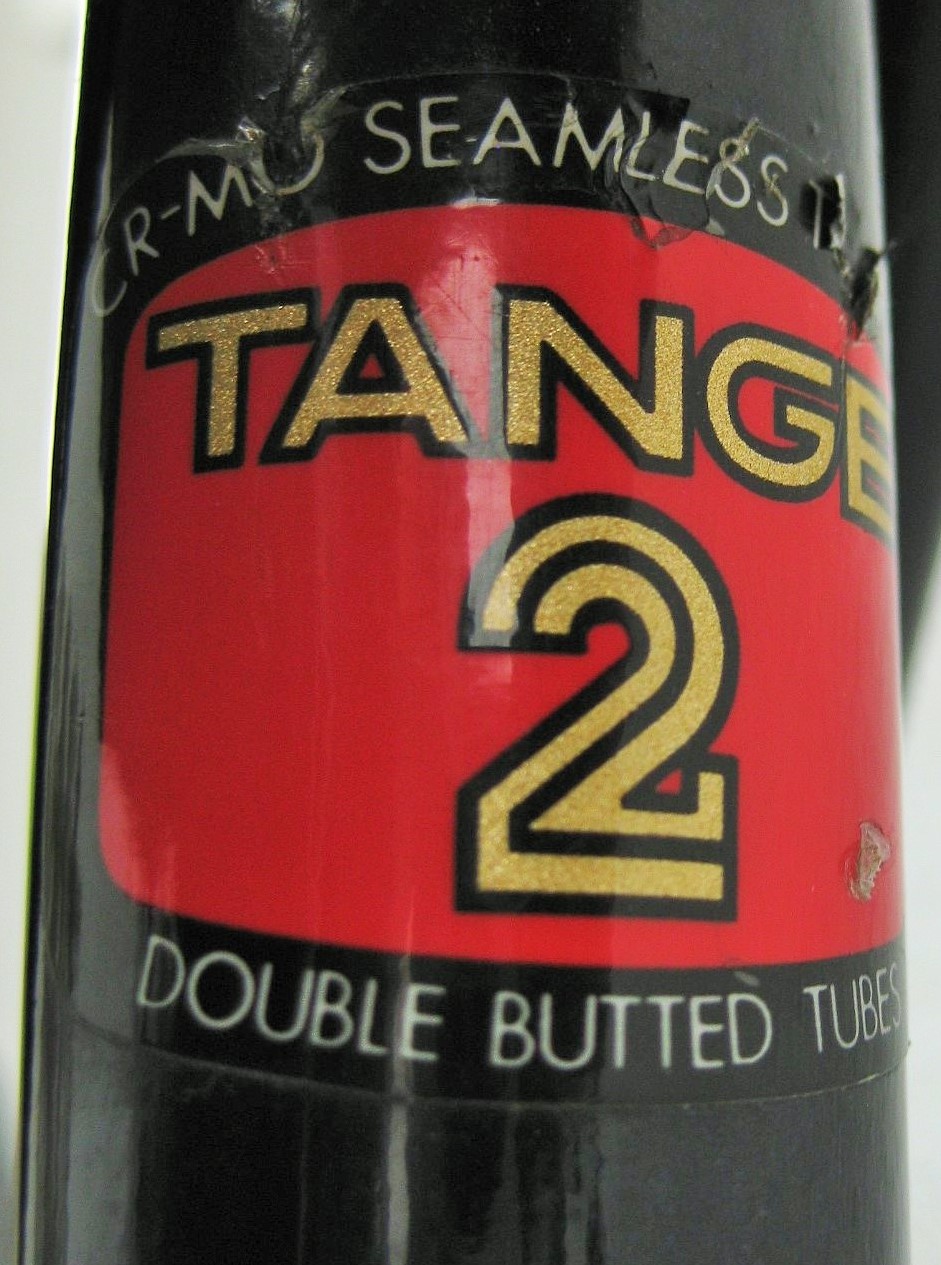 CR-MO SEAMLESS
TANGE
2
DOUBLE BUTTED TUBES